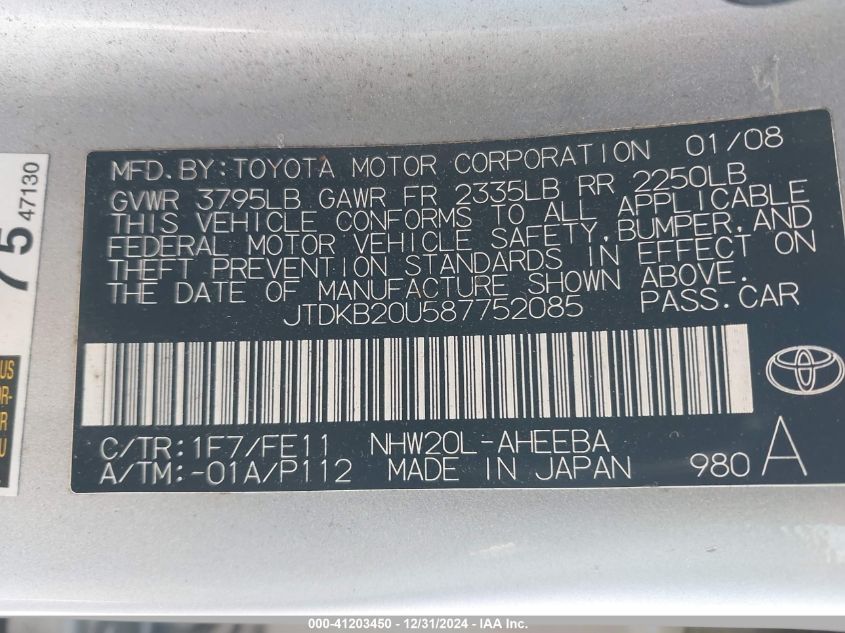 MFD. BY: TOYOTA MOTOR CORPORATION 01/08
GVWR 3795LB GAWR FR 2335LB RR 2250LB
THIS VEHICLE CONFORMS TO ALL APPLICABLE
FEDERAL MOTOR VEHICLE SAFETY, BUMPER, AND
THEFT PREVENTION STANDARDS IN EFFECT ON
THE DATE OF MANUFACTURE SHOWN ABOVE.
JTDKB20U587752085 PASS. CAR
C/TR: 1F7/FE11 NHW20L-AHEEBA
A/TM: -01A/P112 MADE IN JAPAN 980 A
75
47130
US
OR-
R
U
000-41203450 - 12/31/2024 - IAA Inc.